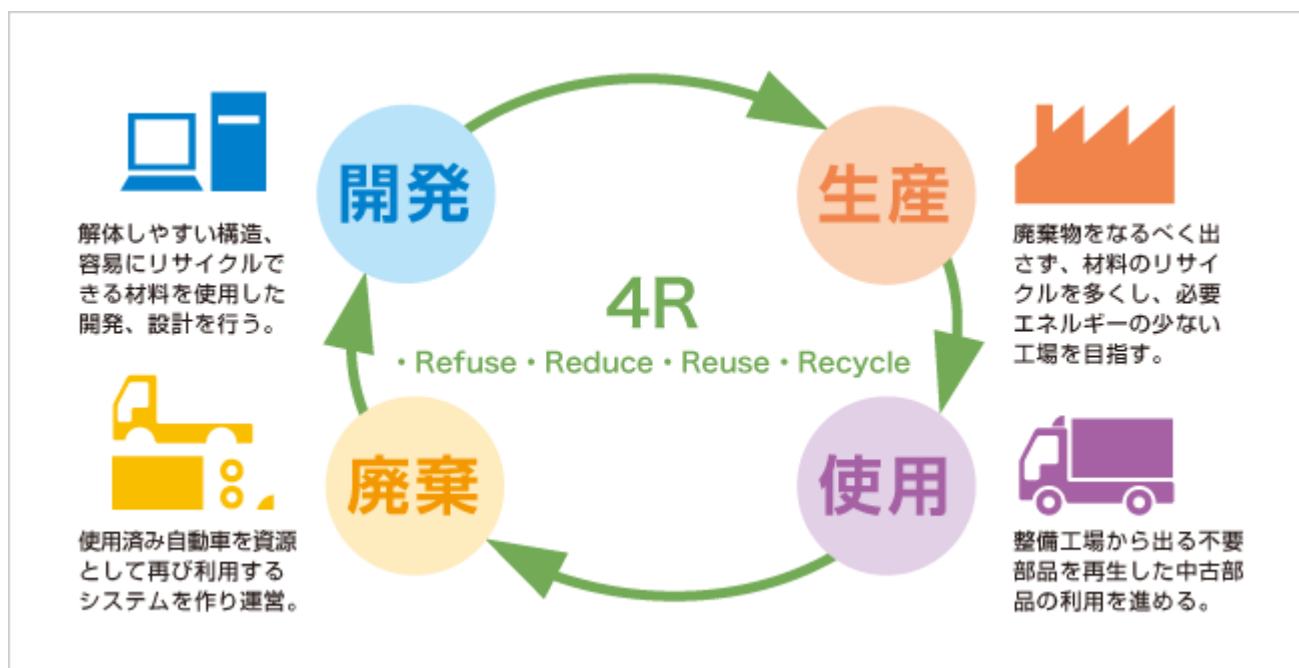 開発
解体しやすい構造、
容易にリサイクルで
きる材料を使用した
開発、設計を行う。
生産
廃棄物をなるべく出
さず、材料のリサイ
クルを多くし、必要
エネルギーの少ない
工場を目指す。
4R
・Refuse・Reduce・Reuse・Recycle
廃棄
使用済み自動車を資源
として再び利用する
システムを作り運営。
使用
整備工場から出る不要
部品を再生した中古部
品の利用を進める。